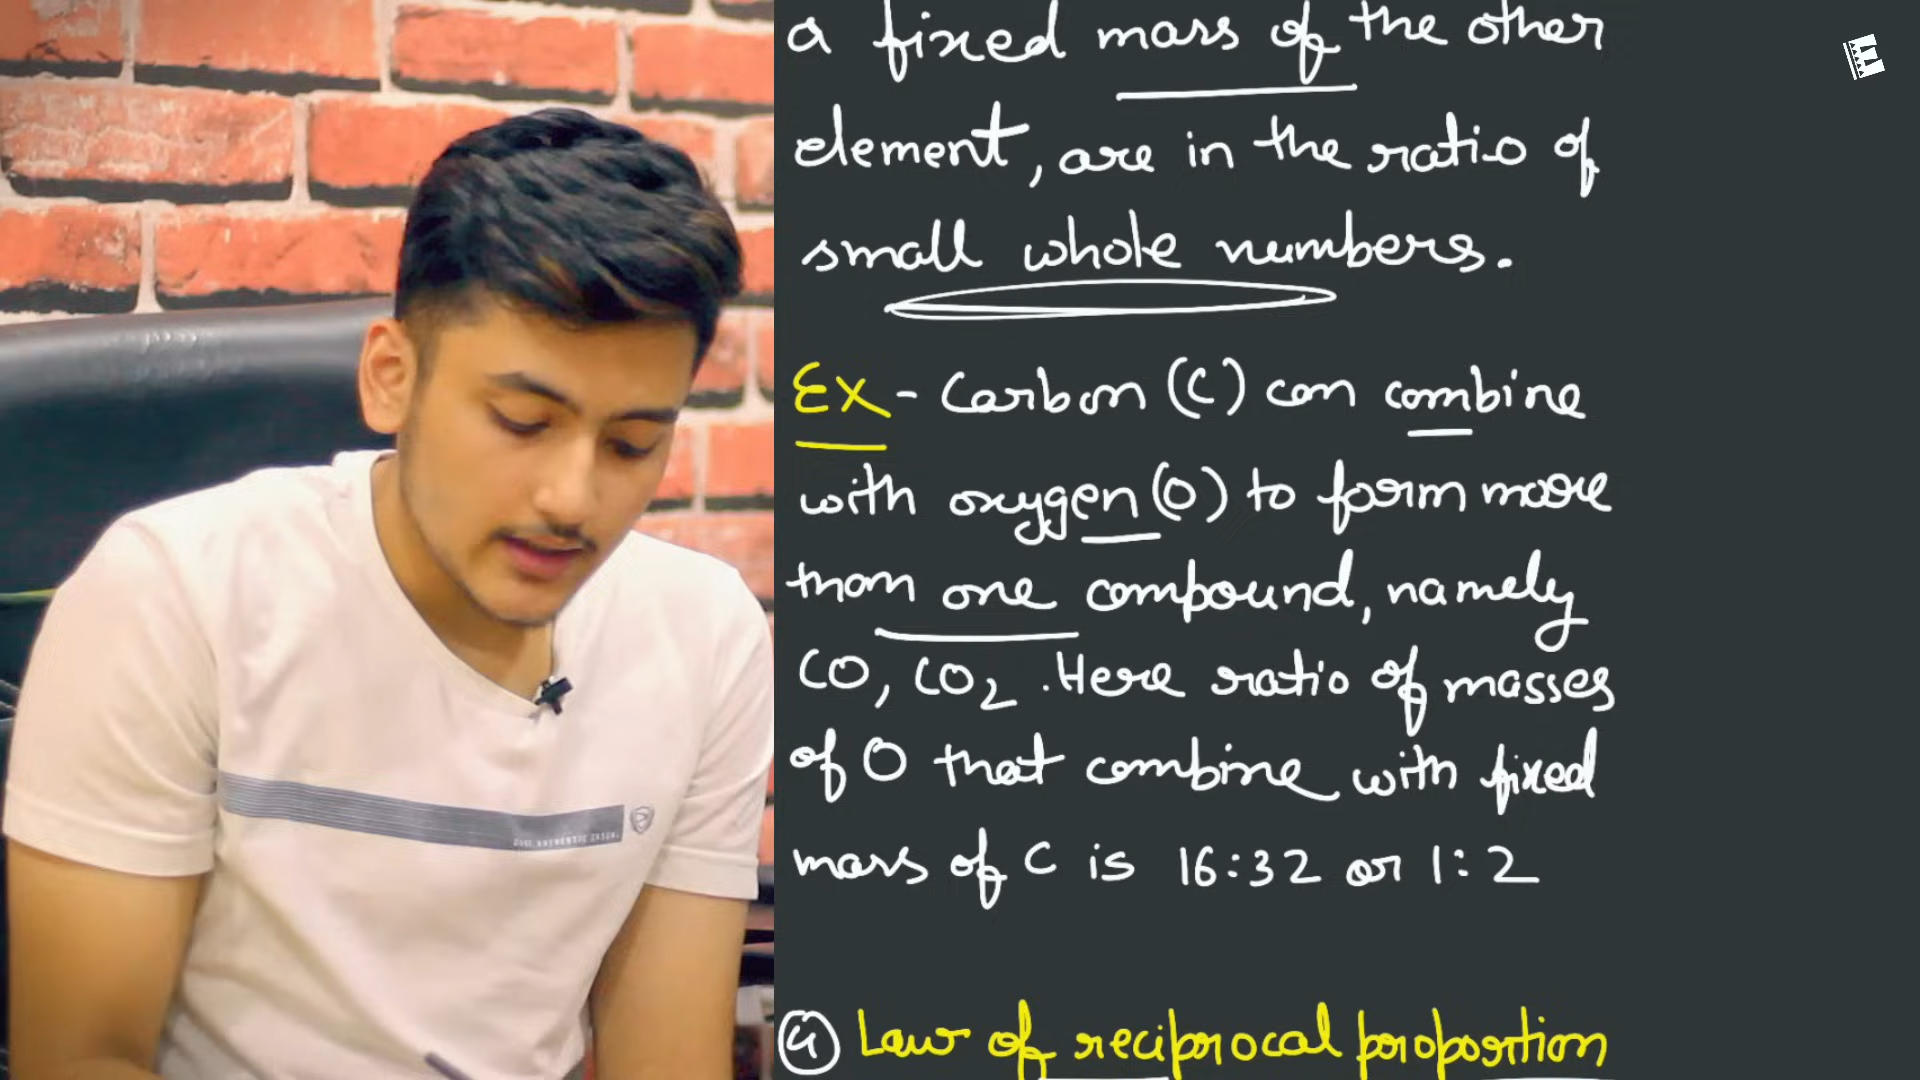 a fixed mass of the other
element, are in the ratio of
small whole numbers.
Ex - Carbon (C) can combine
with oxygen (O) to form more
than one compound, namely
CO, CO2. Here ratio of masses
of O that combine with fixed
mass of C is 16:32 or 1:2
4 Law of reciprocal proportion
E